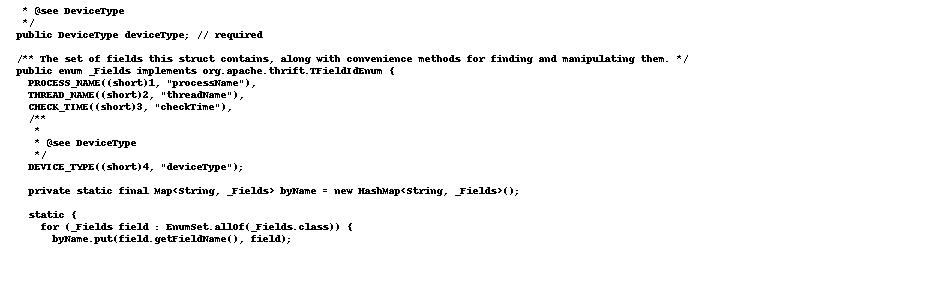 * @see DeviceType
 */
public DeviceType deviceType; // required
/** The set of fields this struct contains, along with convenience methods for finding and manipulating them. */
public enum _Fields implements org.apache.thrift.TFieldIdEnum {
  PROCESS_NAME((short)1, "processName"),
  THREAD_NAME((short)2, "threadName"),
  CHECK_TIME((short)3, "checkTime"),
  /**
   *
   * @see DeviceType
   */
  DEVICE_TYPE((short)4, "deviceType");
  private static final Map<String, _Fields> byName = new HashMap<String, _Fields>();
  static {
    for (_Fields field : EnumSet.allOf(_Fields.class)) {
      byName.put(field.getFieldName(), field);